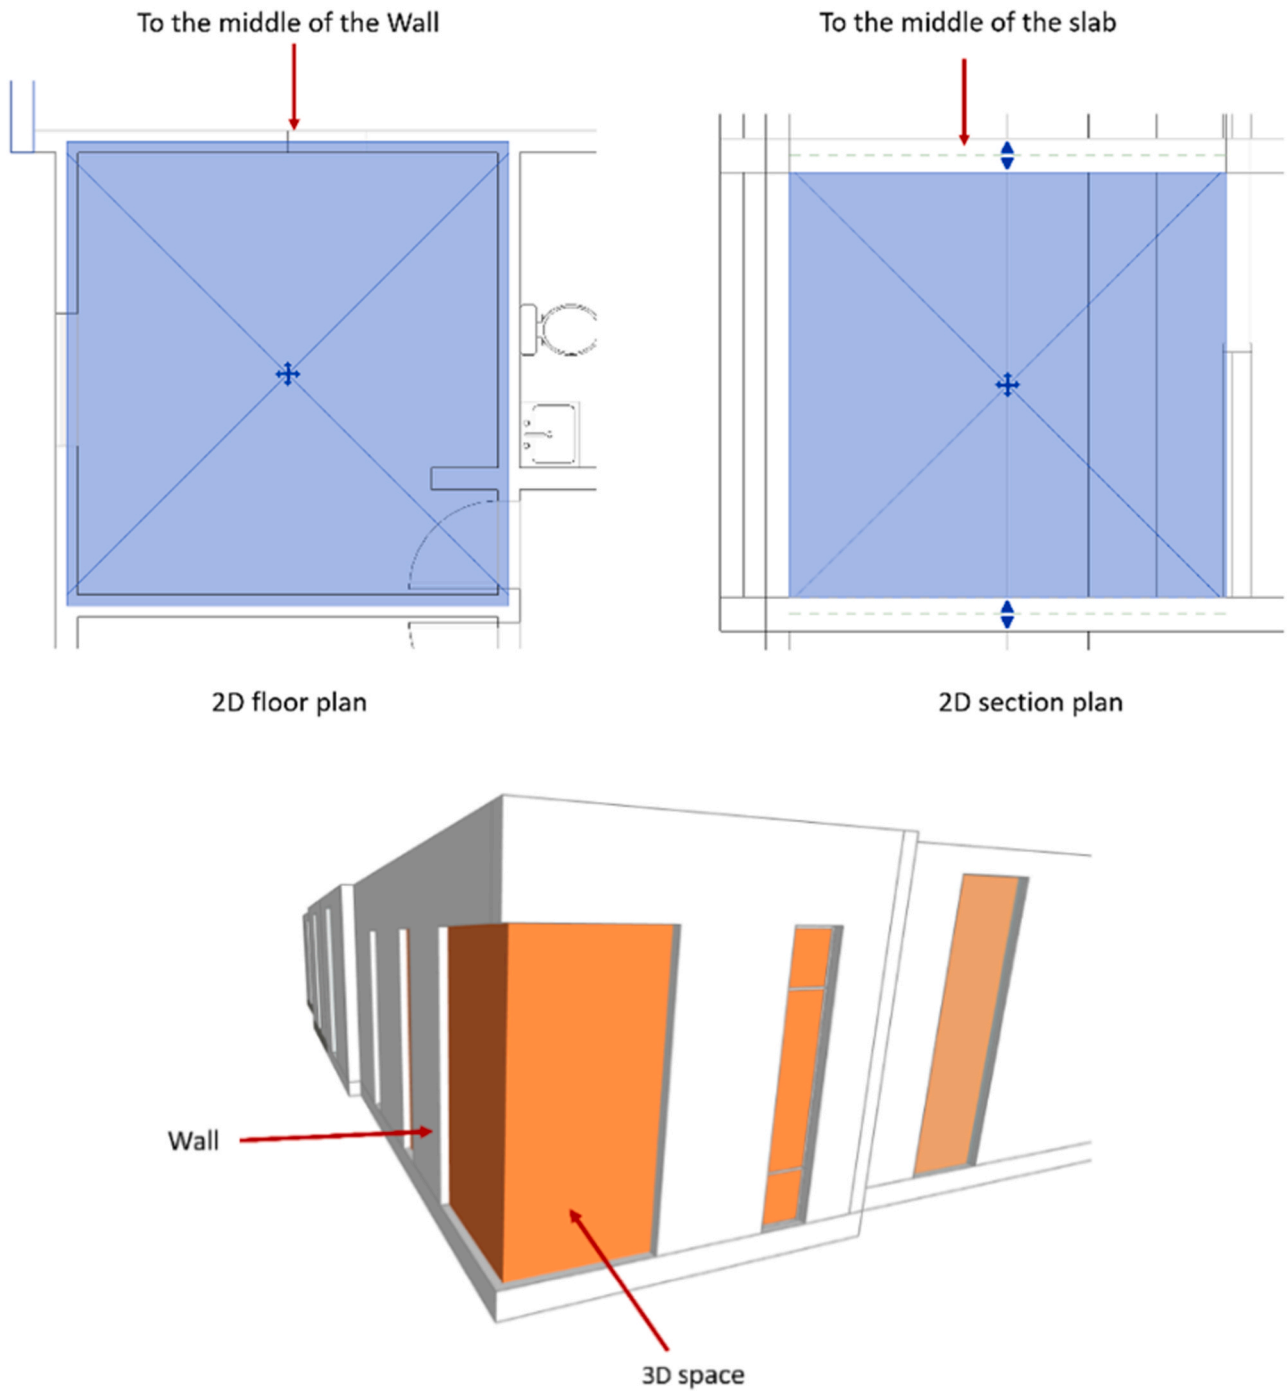 To the middle of the Wall
To the middle of the slab
2D floor plan
2D section plan
Wall
3D space